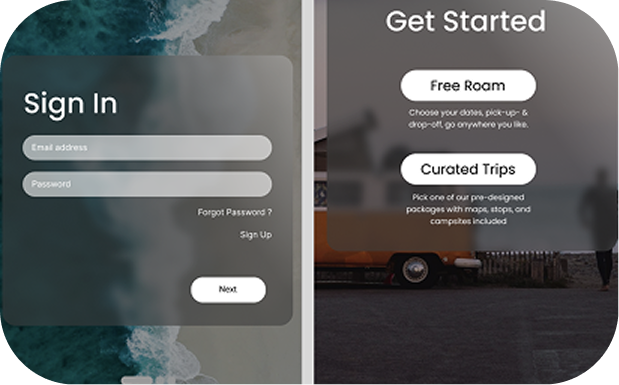 Sign In
Email address
Password
Forgot Password ?
Sign Up
Next
Get Started
Free Roam
Choose your dates, pick-up- &
drop-off, go anywhere you like.
Curated Trips
Pick one of our pre-designed
packages with maps, stops, and
campsites included